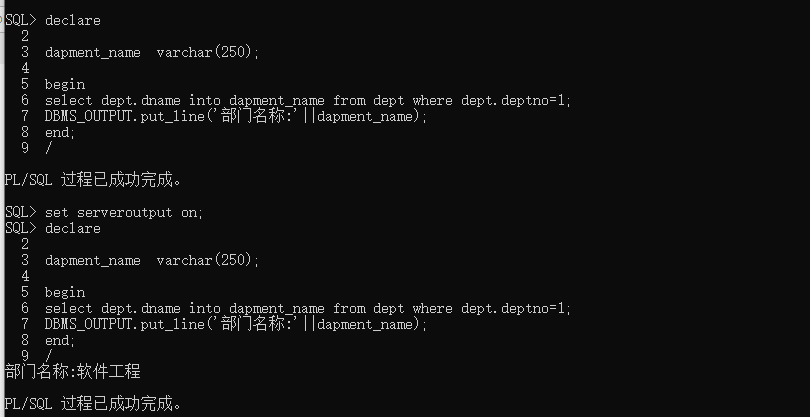 SQL> declare
2
3 dapment_name  varchar(250);
4
5 begin
6 select dept.dname into dapment_name from dept where dept.deptno=1;
7 DBMS_OUTPUT.put_line('部门名称:'||dapment_name);
8 end;
9 /
PL/SQL 过程已成功完成。
SQL> set serveroutput on;
SQL> declare
2
3 dapment_name  varchar(250);
4
5 begin
6 select dept.dname into dapment_name from dept where dept.deptno=1;
7 DBMS_OUTPUT.put_line('部门名称:'||dapment_name);
8 end;
9 /
部门名称:软件工程
PL/SQL 过程已成功完成。